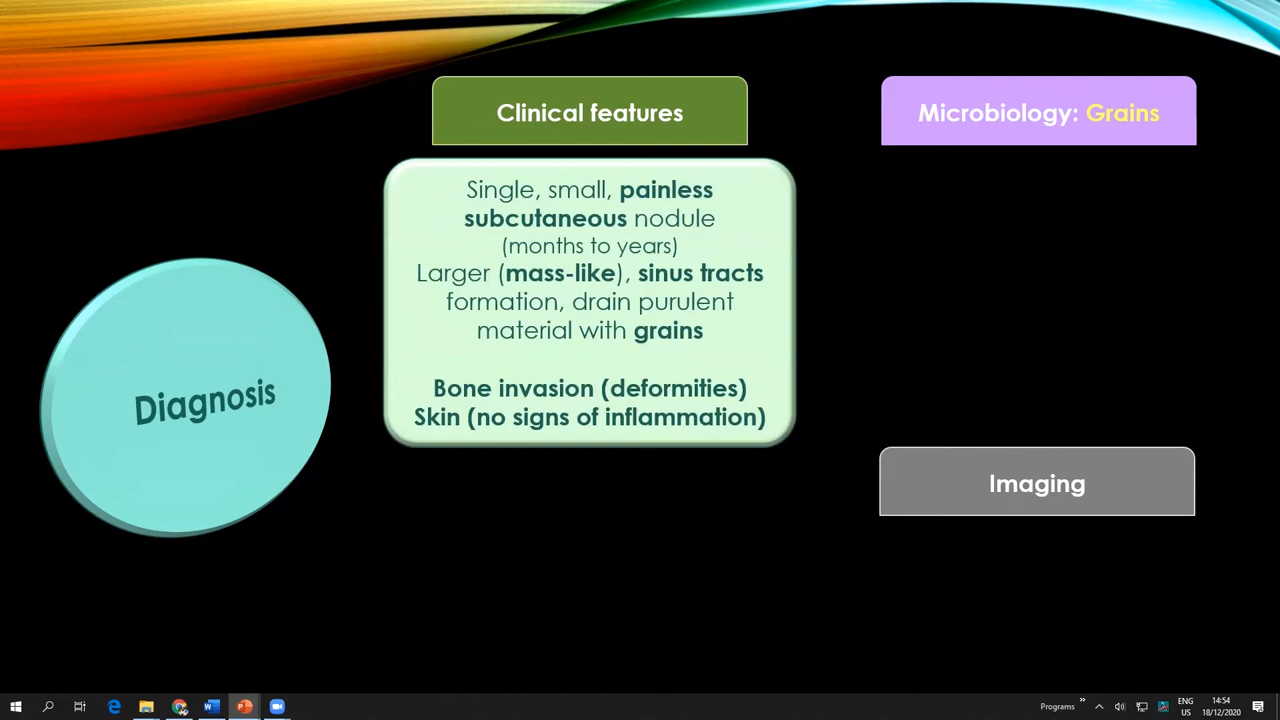 Clinical features
Microbiology: Grains
Single, small, painless
subcutaneous nodule
(months to years)
Larger (mass-like), sinus tracts
formation, drain purulent
material with grains
Bone invasion (deformities)
Skin (no signs of inflammation)
Diagnosis
Imaging
Programs
ENG
US
14:54
18/12/2020